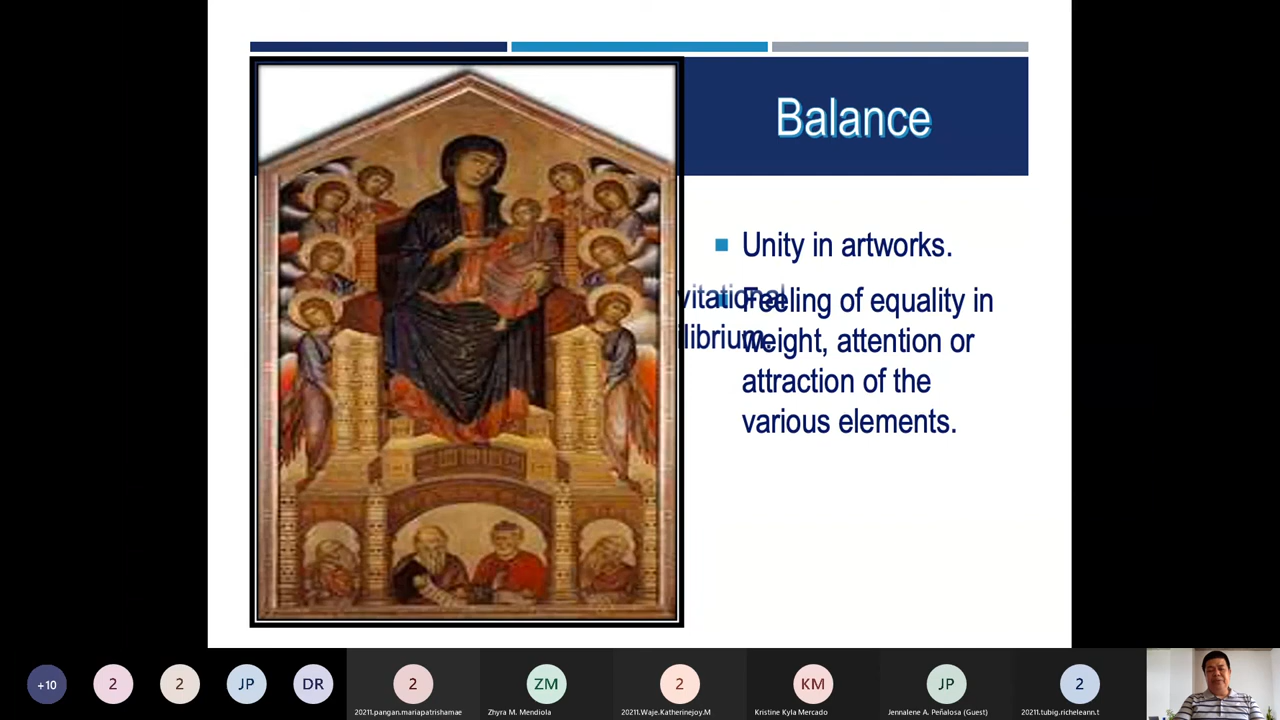 Balance
Unity in artworks.
Feeling of equality in
weight, attention or
attraction of the
various elements.
vitational
ilibrium.
+10
2
2
JP
DR
2
ZM
2
KM
JP
2
20211.pangan.mariapatrishamae
Zhyra M. Mendiola
20211.Waje.Katherinejoy.M
Kristine Kyla Mercado
Jennalene A. Peñalosa (Guest)
20211.tubig.richeleann.t